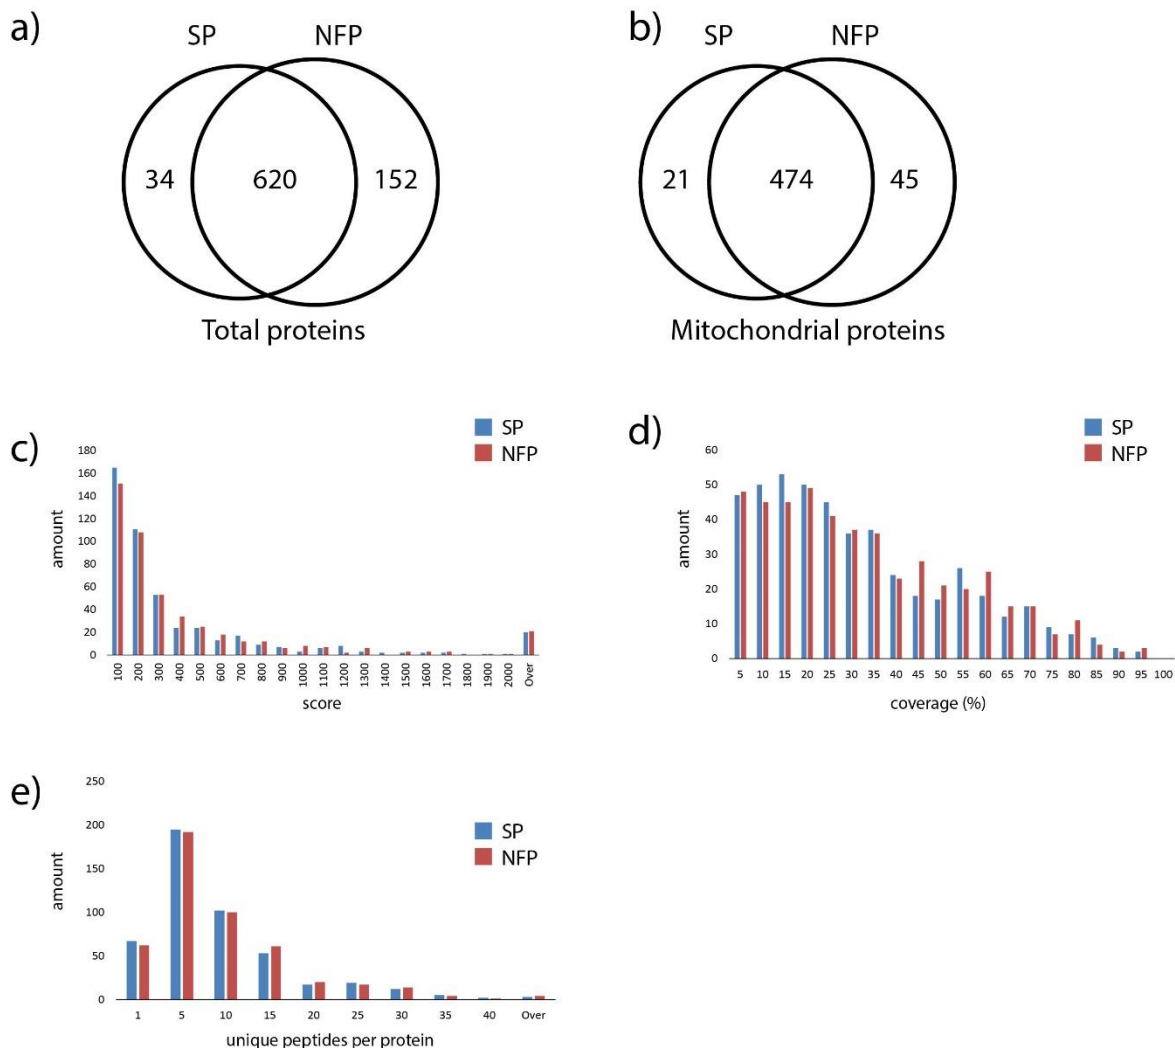 a)
SP NFP
34 620 152
Total proteins
b)
SP NFP
21 474 45
Mitochondrial proteins
c)
SP
NFP
180
160
140
120
100
80
60
40
20
0
amount
100 200 300 400 500 600 700 800 900 1000 1100 1200 1300 1400 1500 1600 1700 1800 1900 2000 Over
score
d)
SP
NFP
60
50
40
30
20
10
0
amount
5 10 15 20 25 30 35 40 45 50 55 60 65 70 75 80 85 90 95 100
coverage (%)
e)
SP
NFP
250
200
150
100
50
0
amount
1 5 10 15 20 25 30 35 40 Over
unique peptides per protein